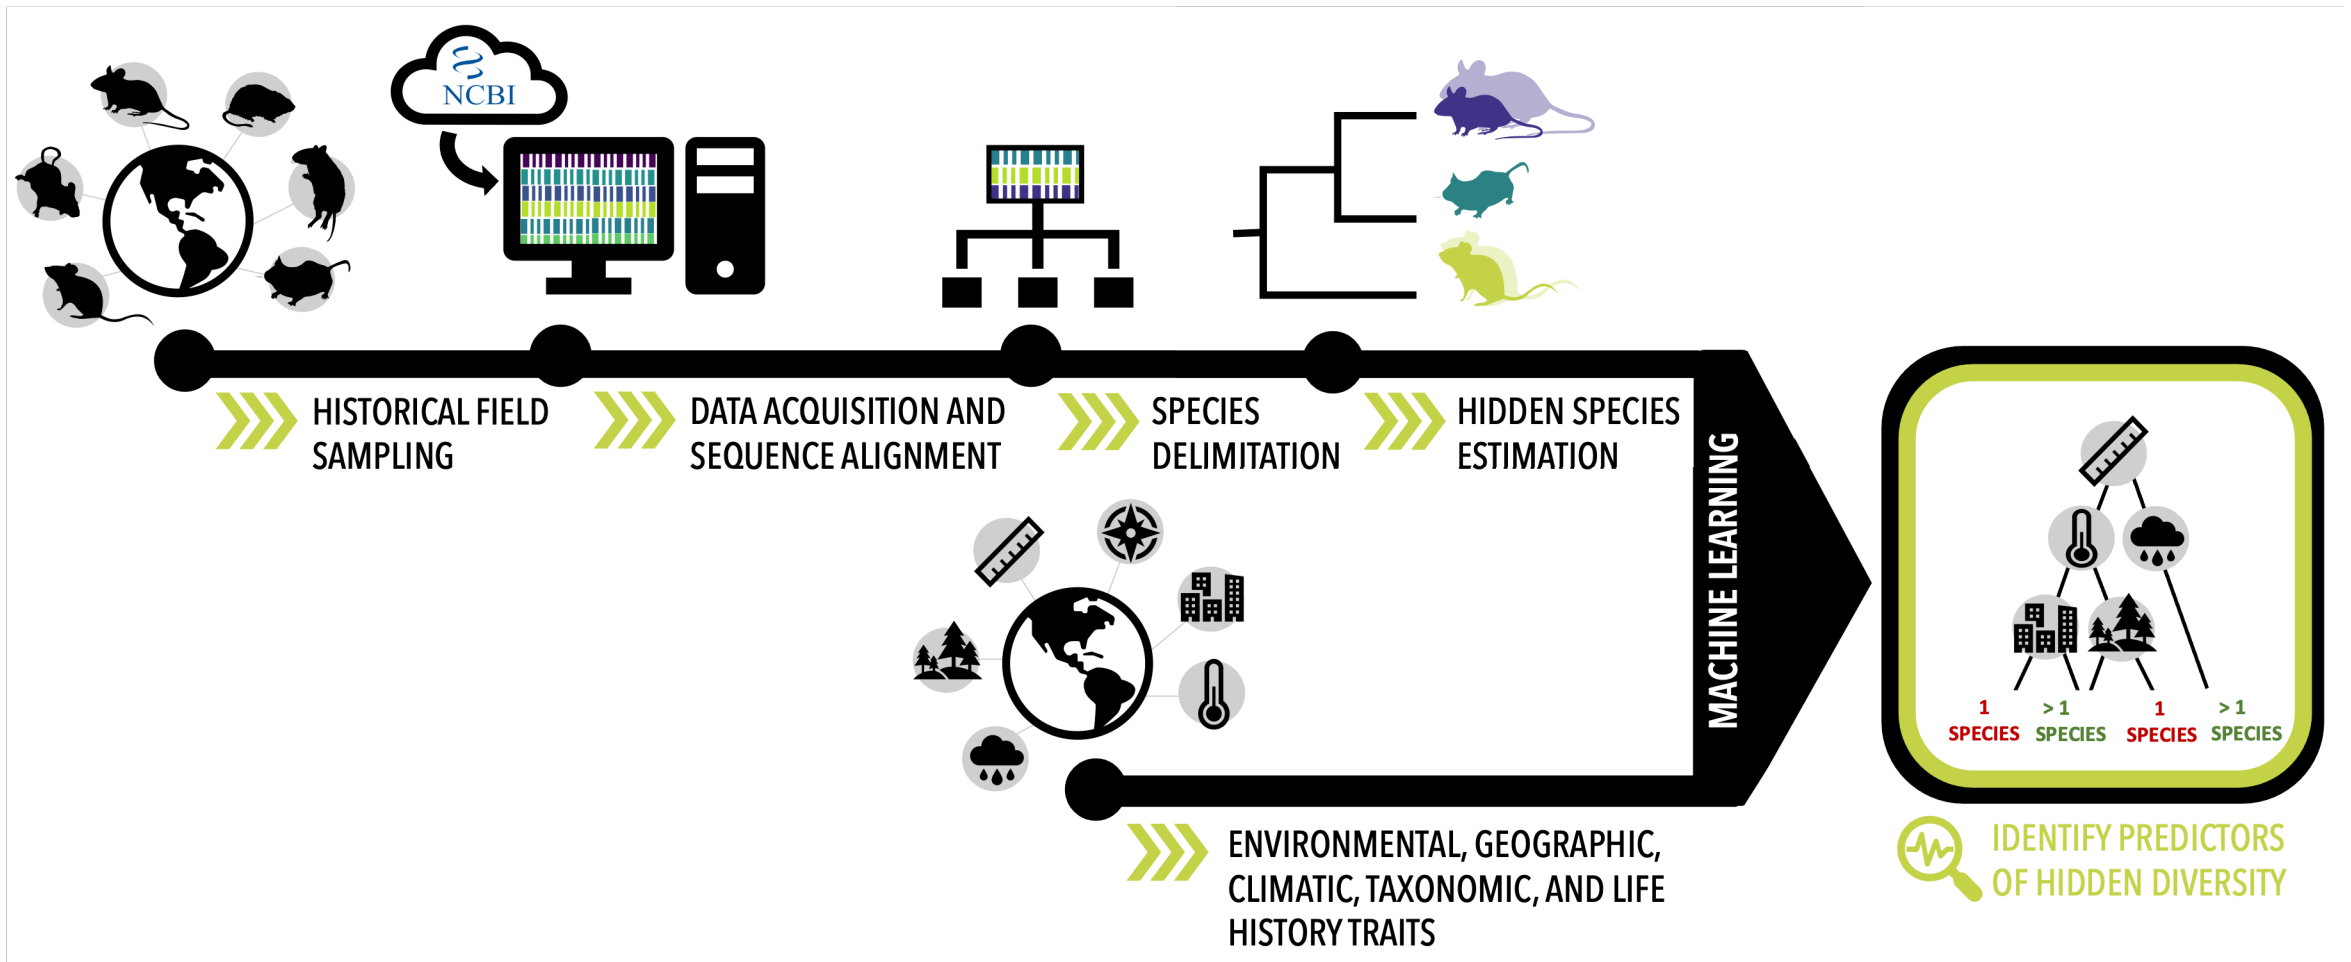 NCBI
HISTORICAL FIELD
SAMPLING
DATA ACQUISITION AND
SEQUENCE ALIGNMENT
SPECIES
DELIMITATION
HIDDEN SPECIES
ESTIMATION
MACHINE LEARNING
ENVIRONMENTAL, GEOGRAPHIC,
CLIMATIC, TAXONOMIC, AND LIFE
HISTORY TRAITS
1
SPECIES
> 1
SPECIES
1
SPECIES
> 1
SPECIES
IDENTIFY PREDICTORS
OF HIDDEN DIVERSITY